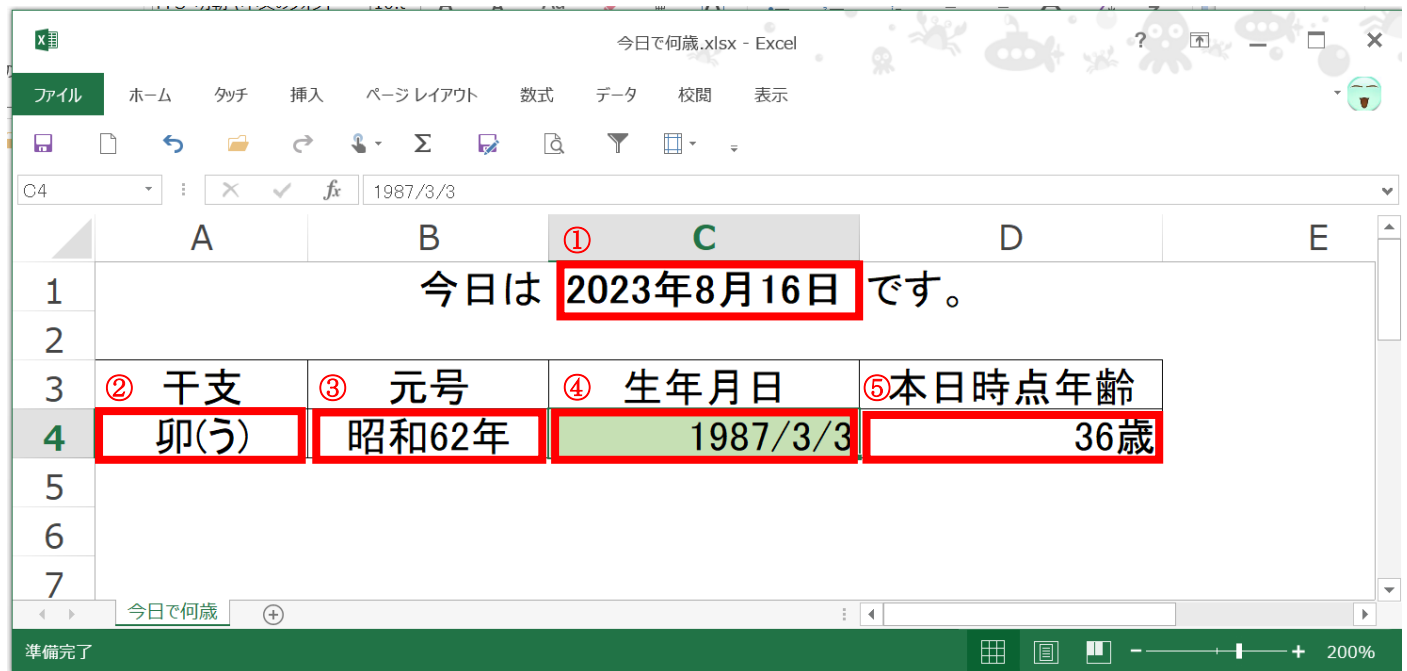 今日で何歳.xlsx - Excel
?
ファイル ホーム タッチ 挿入 ページ レイアウト 数式 データ 校閲 表示
Σ
C4 fx 1987/3/3
A B ① C D E
1 今日は 2023年8月16日 です。
2
3 ② 干支 ③ 元号 ④ 生年月日 ⑤本日時点年齢
4 卯(う) 昭和62年 1987/3/3 36歳
5
6
7
今日で何歳
準備完了 200%